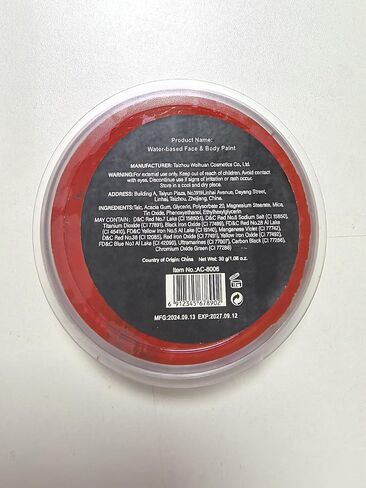 Product Name:
Water-based Face & Body Paint
MANUFACTURER: Taizhou Woihuan Cosmetics Co., Ltd.
WARNING:For external use only. Keep out of reach of children. Avoid contact
with eyes. Discontinue use if signs of irritation or rash occur.
Store in a cool and dry place.
ADDRESS: Building A, Taiyun Plaza, No.3919Linhai Avenue, Dayang Street,
Linhai, Taizhou, Zhejiang, China.
INGREDIENTS:Talc, Acacia Gum, Glycerin, Polysorbate 20, Magnesium Stearate, Mica,
Tin Oxide, Phenoxyethanol, Ethylhexylglycerin
MAY CONTAIN: D&C Red No.7 Lake (CI 15850), D&C Red No.6 Sodium Salt (CI 15850),
Titanium Dioxide (CI 77891), Black Iron Oxide (CI 77499), FD&C Red No.28 Al Lake
(CI 45410), FD&C Yellow Iron No.5 Al Lake (CI 19140), Manganese Violet (CI 77742),
D&C Red No.36 (CI 12085), Red Iron Oxide (CI 77491), Yellow Iron Oxide (CI 77492),
FD&C Blue No.1 Al Lake (CI 42090), Ultramarines (CI 77007), Carbon Black (CI 77266),
Chromium Oxide Green (CI 77288)
Country of Origin: China Net Wt: 30 g/1.06 oz.
Item No.:AC-8006
12M
6 912345 678902
MFG:2024.09.13 EXP:2027.09.12